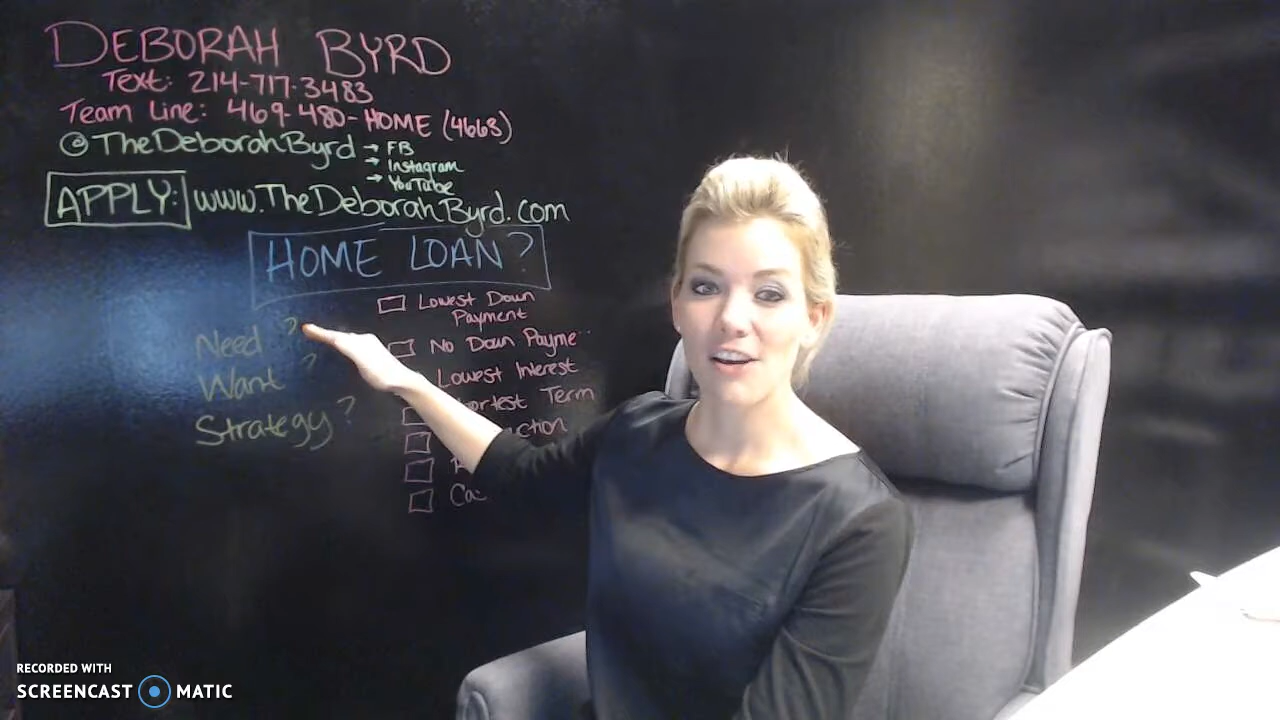 DEBORAH BYRD
Text: 214-717-3483
Team Line: 469-480-HOME (4663)
@TheDeborahByrd → FB
→ Instagram
→ YouTube
APPLY: www.TheDeborahByrd.com
HOME LOAN?
Need ?
Want ?
Strategy?
Lowest Down
Payment
No Down
Lowest Interest
Term
RECORDED WITH
SCREENCAST MATIC